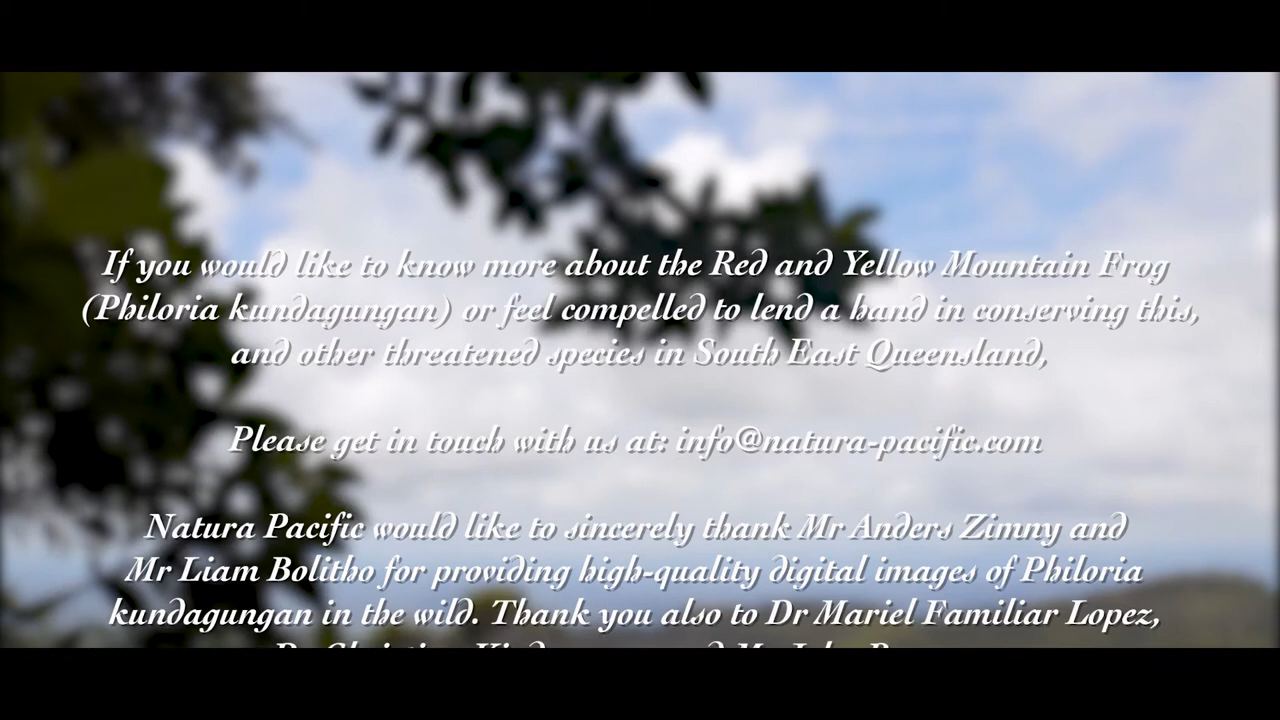 If you would like to know more about the Red and Yellow Mountain Frog
(Philoria kundagungan) or feel compelled to lend a hand in conserving this,
and other threatened species in South East Queensland,
Please get in touch with us at: info@natura-pacific.com
Natura Pacific would like to sincerely thank Mr Anders Zimny and
Mr Liam Bolitho for providing high-quality digital images of Philoria
kundagungan in the wild. Thank you also to Dr Mariel Familiar Lopez,